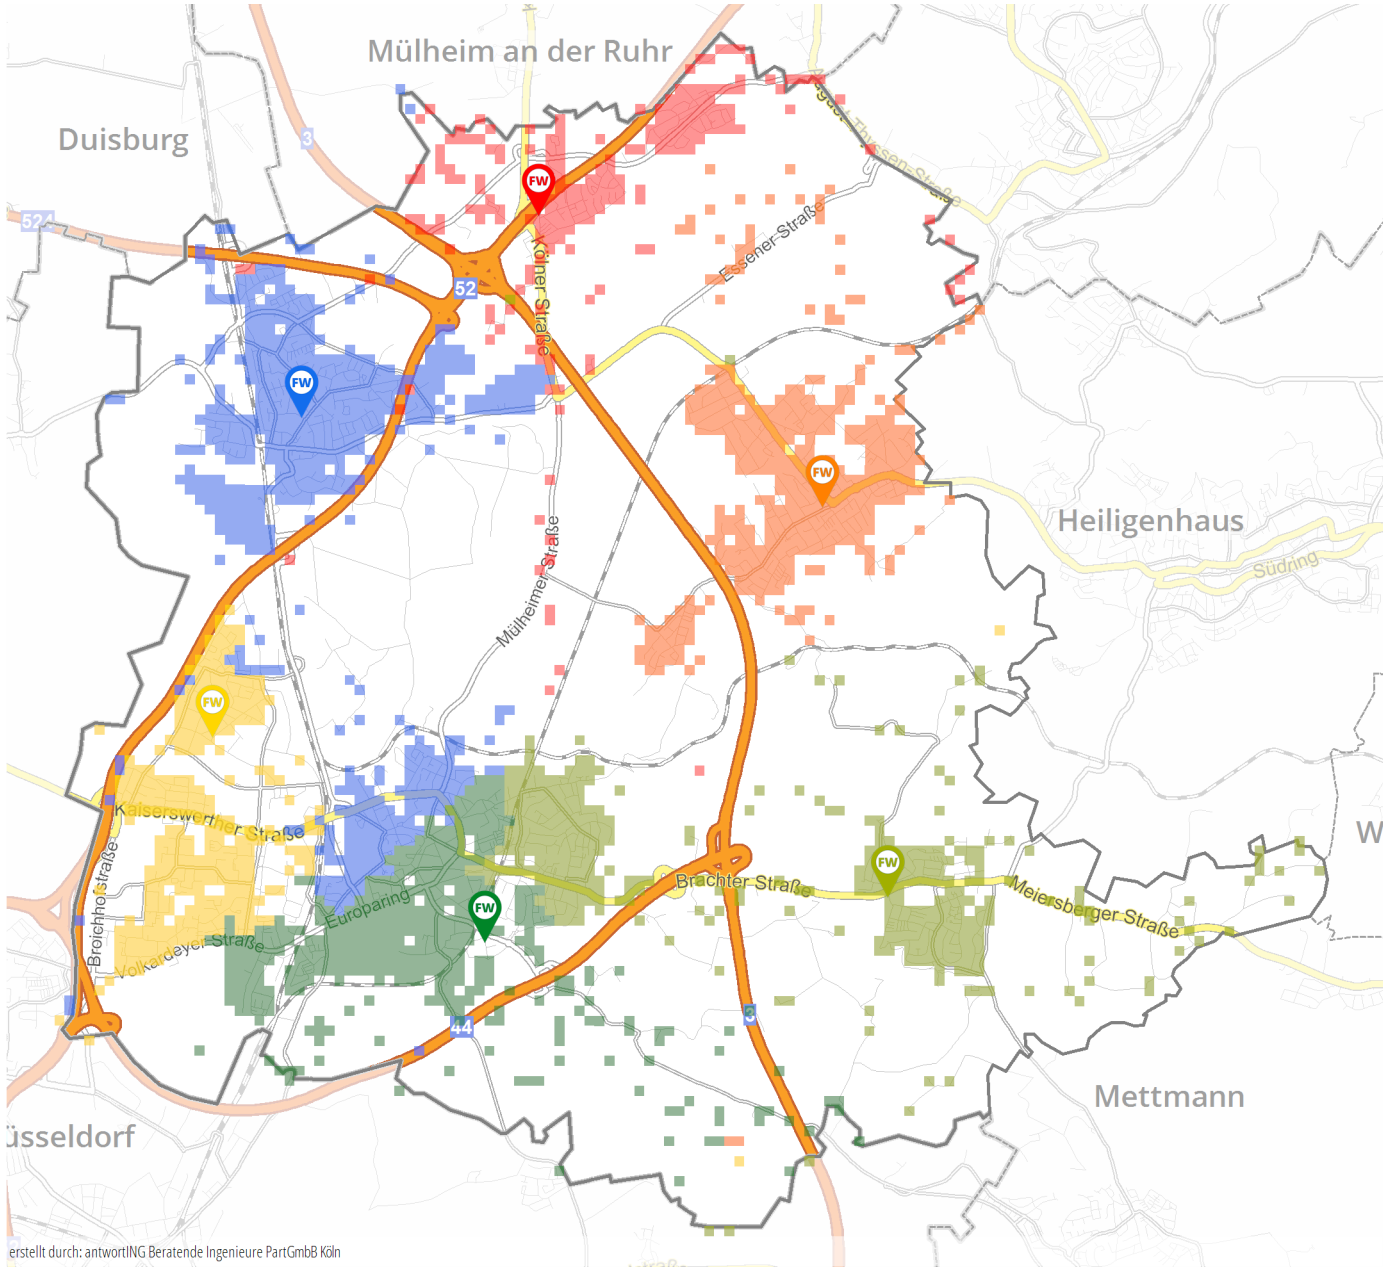 Mülheim an der Ruhr
Duisburg
3
August-Thyssen-Straße
FW
524
Essener Straße
Kölner Straße
52
FW
FW
Heiligenhaus
Südring
Mülheimer Straße
FW
Kaiserswerther Straße
W
Broichhofstraße
FW
Brachter Straße
Meiersberger Straße
Europaring
FW
Volkardeyer Straße
44
3
Mettmann
üsseldorf
erstellt durch: antwortING Beratende Ingenieure PartGmbB Köln